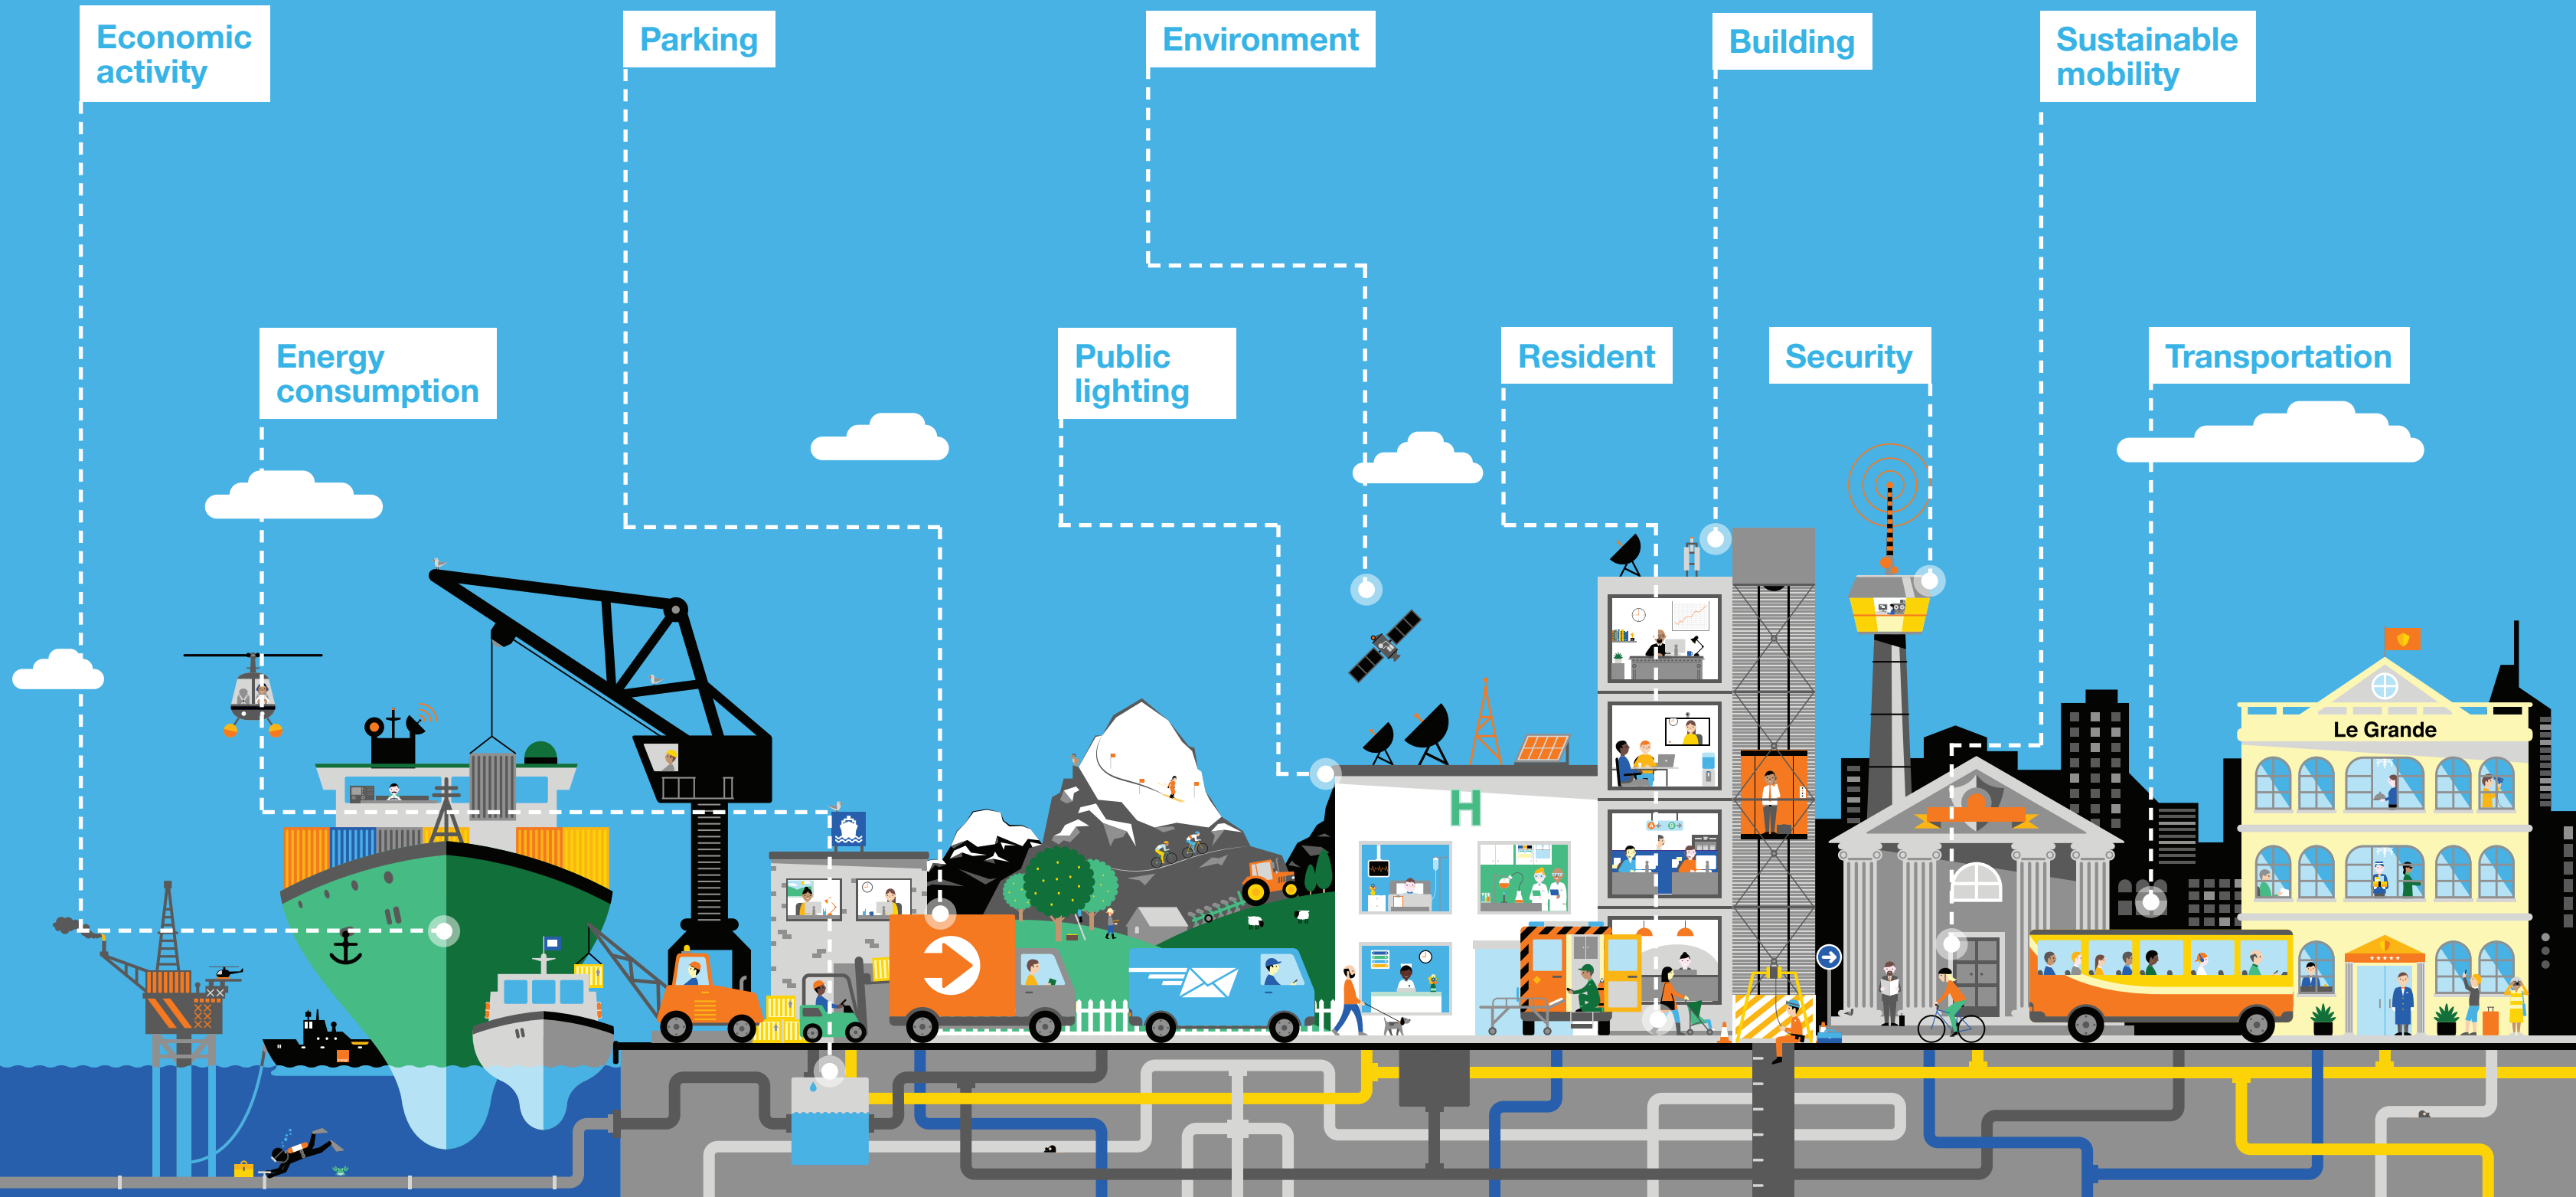 Economic
activity
Parking
Environment
Building
Sustainable
mobility
Energy
consumption
Public
lighting
Resident
Security
Transportation
Le Grande
H